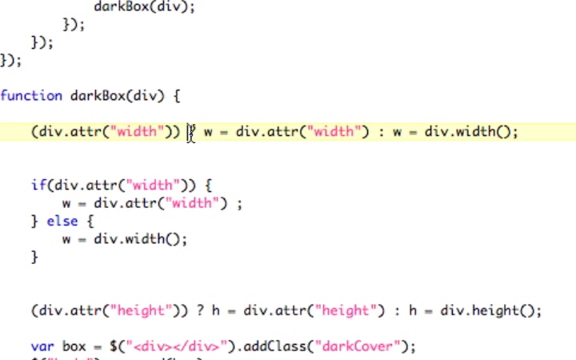 darkBox(div);
});
});
});
function darkBox(div) {
(div.attr("width")) ? w = div.attr("width") : w = div.width();
if(div.attr("width")) {
w = div.attr("width") ;
} else {
w = div.width();
}
(div.attr("height")) ? h = div.attr("height") : h = div.height();
var box = $("<div></div>").addClass("darkCover");